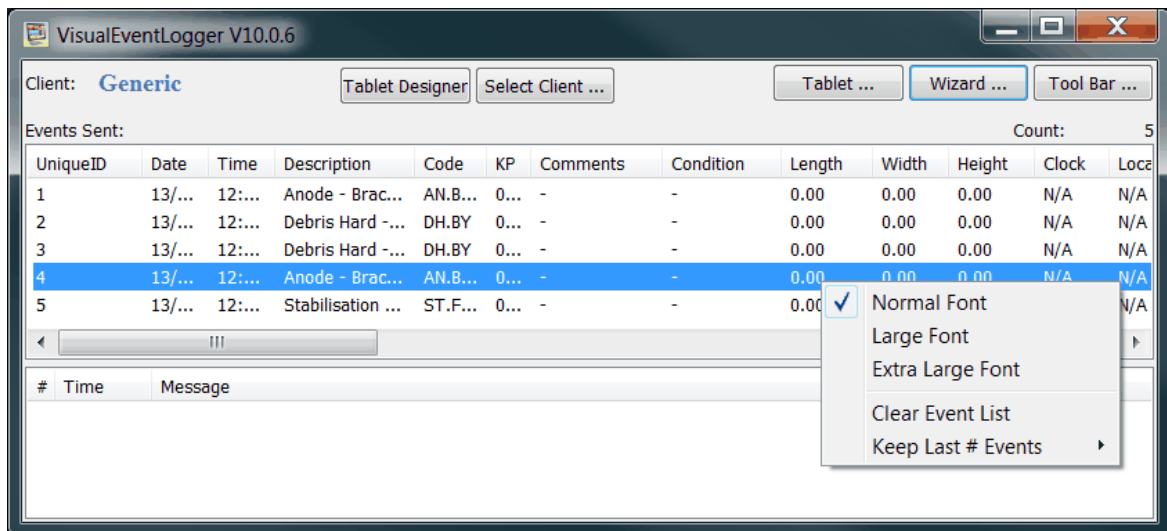 VisualEventLogger V10.0.6
Client: Generic Tablet Designer Select Client ... Tablet ... Wizard ... Tool Bar ...
Events Sent: Count: 5
UniqueID Date Time Description Code KP Comments Condition Length Width Height Clock Loca
1 13/... 12:... Anode - Brac... AN.B... 0... - - 0.00 0.00 0.00 N/A N/A
2 13/... 12:... Debris Hard -... DH.BY 0... - - 0.00 0.00 0.00 N/A N/A
3 13/... 12:... Debris Hard -... DH.BY 0... - - 0.00 0.00 0.00 N/A N/A
4 13/... 12:... Anode - Brac... AN.B... 0... - - 0.00 0.00 0.00 N/A N/A
5 13/... 12:... Stabilisation ... ST.F... 0... - - 0.00 N/A
Normal Font
Large Font
Extra Large Font
Clear Event List
Keep Last # Events
# Time Message